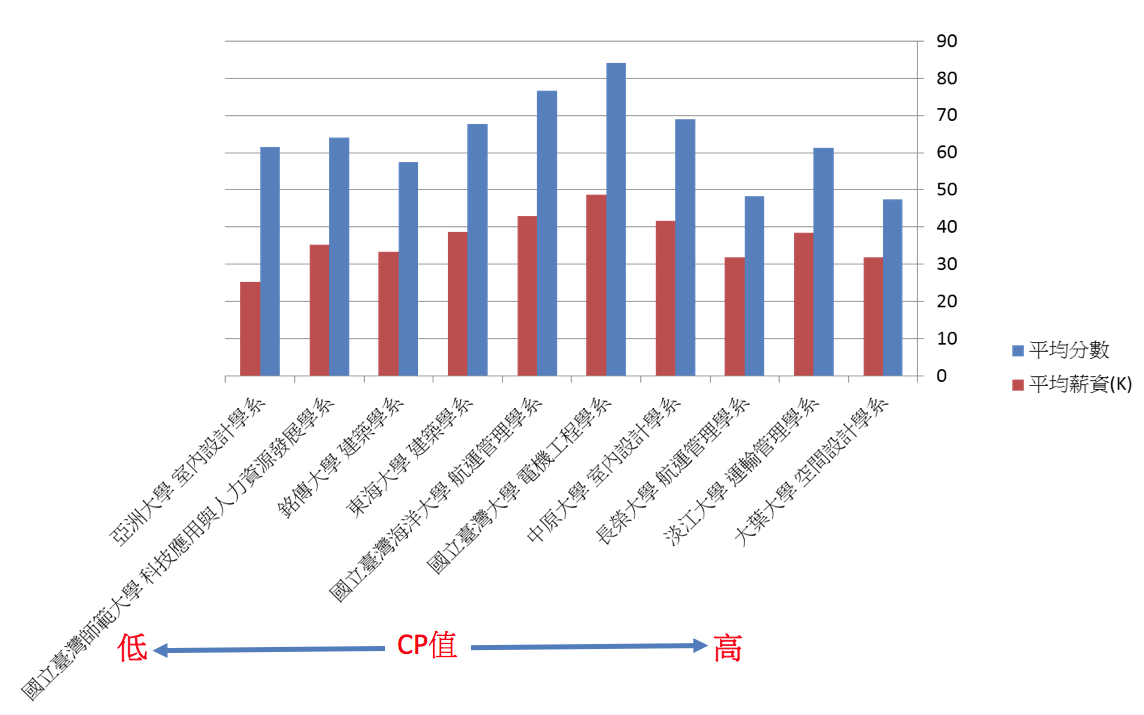 90
80
70
60
50
40
30
20
10
0
平均分數
平均薪資(K)
亞洲大學 室內設計學系
國立臺灣師範大學 科技應用與人力資源發展學系
銘傳大學 建築學系
東海大學 建築學系
國立臺灣海洋大學 航運管理學系
國立臺灣大學 電機工程學系
中原大學 室內設計學系
長榮大學 航運管理學系
淡江大學 運輸管理學系
大葉大學 空間設計學系
低 CP值 高